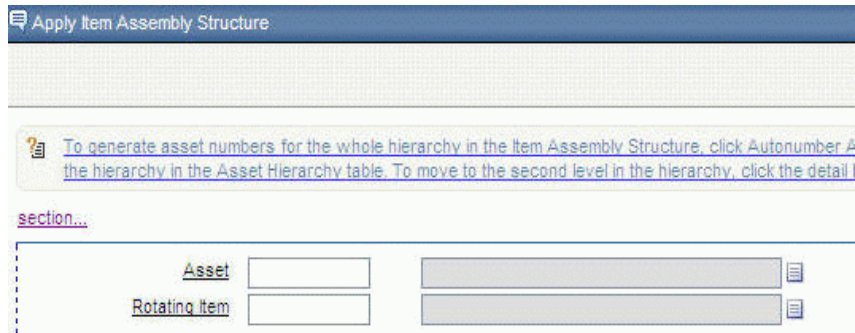 Apply Item Assembly Structure
To generate asset numbers for the whole hierarchy in the Item Assembly Structure, click Autonumber A
the hierarchy in the Asset Hierarchy table. To move to the second level in the hierarchy, click the detail
section...
Asset
Rotating Item